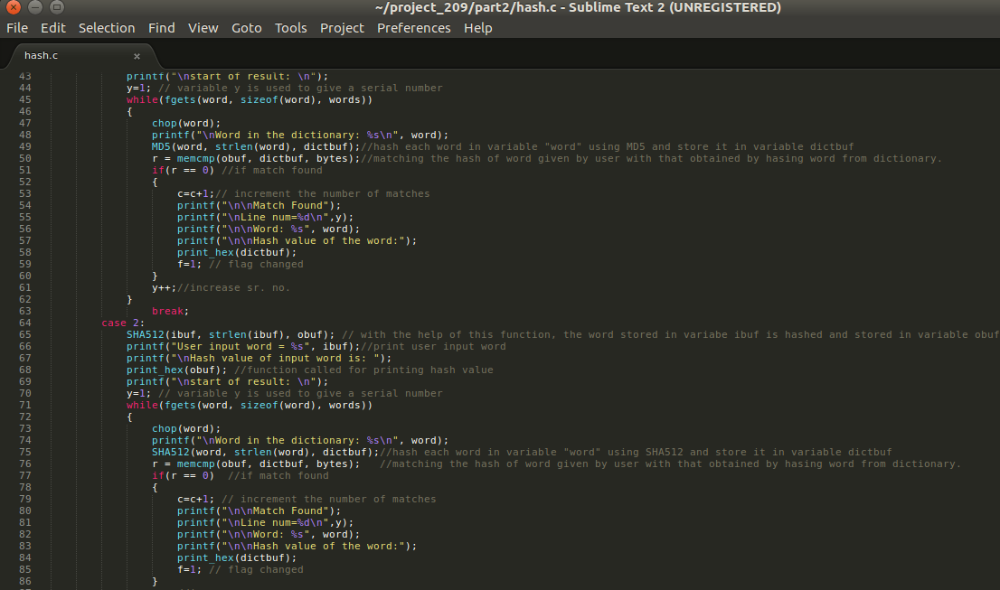 ~/project_209/part2/hash.c - Sublime Text 2 (UNREGISTERED)
File Edit Selection Find View Goto Tools Project Preferences Help
hash.c ×
43 printf("\nstart of result: \n");
44 y=1; // variable y is used to give a serial number
45 while(fgets(word, sizeof(word), words))
46 {
47 chop(word);
48 printf("\nWord in the dictionary: %s\n", word);
49 MD5(word, strlen(word), dictbuf);//hash each word in variable "word" using MD5 and store it in variable dictbuf
50 r = memcmp(obuf, dictbuf, bytes);//matching the hash of word given by user with that obtained by hasing word from dictionary.
51 if(r == 0) //if match found
52 {
53 c=c+1;// increment the number of matches
54 printf("\n\nMatch Found");
55 printf("\nLine num=%d\n",y);
56 printf("\n\nWord: %s", word);
57 printf("\n\nHash value of the word:");
58 print_hex(dictbuf);
59 f=1; // flag changed
60 }
61 y++;//increase sr. no.
62 }
63 break;
64 case 2:
65 SHA512(ibuf, strlen(ibuf), obuf); // with the help of this function, the word stored in variabe ibuf is hashed and stored in variable obuf
66 printf("User input word = %s", ibuf);//print user input word
67 printf("\nHash value of input word is: ");
68 print_hex(obuf); //function called for printing hash value
69 printf("\nstart of result: \n");
70 y=1; // variable y is used to give a serial number
71 while(fgets(word, sizeof(word), words))
72 {
73 chop(word);
74 printf("\nWord in the dictionary: %s\n", word);
75 SHA512(word, strlen(word), dictbuf);//hash each word in variable "word" using SHA512 and store it in variable dictbuf
76 r = memcmp(obuf, dictbuf, bytes); //matching the hash of word given by user with that obtained by hasing word from dictionary.
77 if(r == 0) //if match found
78 {
79 c=c+1; // increment the number of matches
80 printf("\n\nMatch Found");
81 printf("\nLine num=%d\n",y);
82 printf("\n\nWord: %s", word);
83 printf("\n\nHash value of the word:");
84 print_hex(dictbuf);
85 f=1; // flag changed
86 }